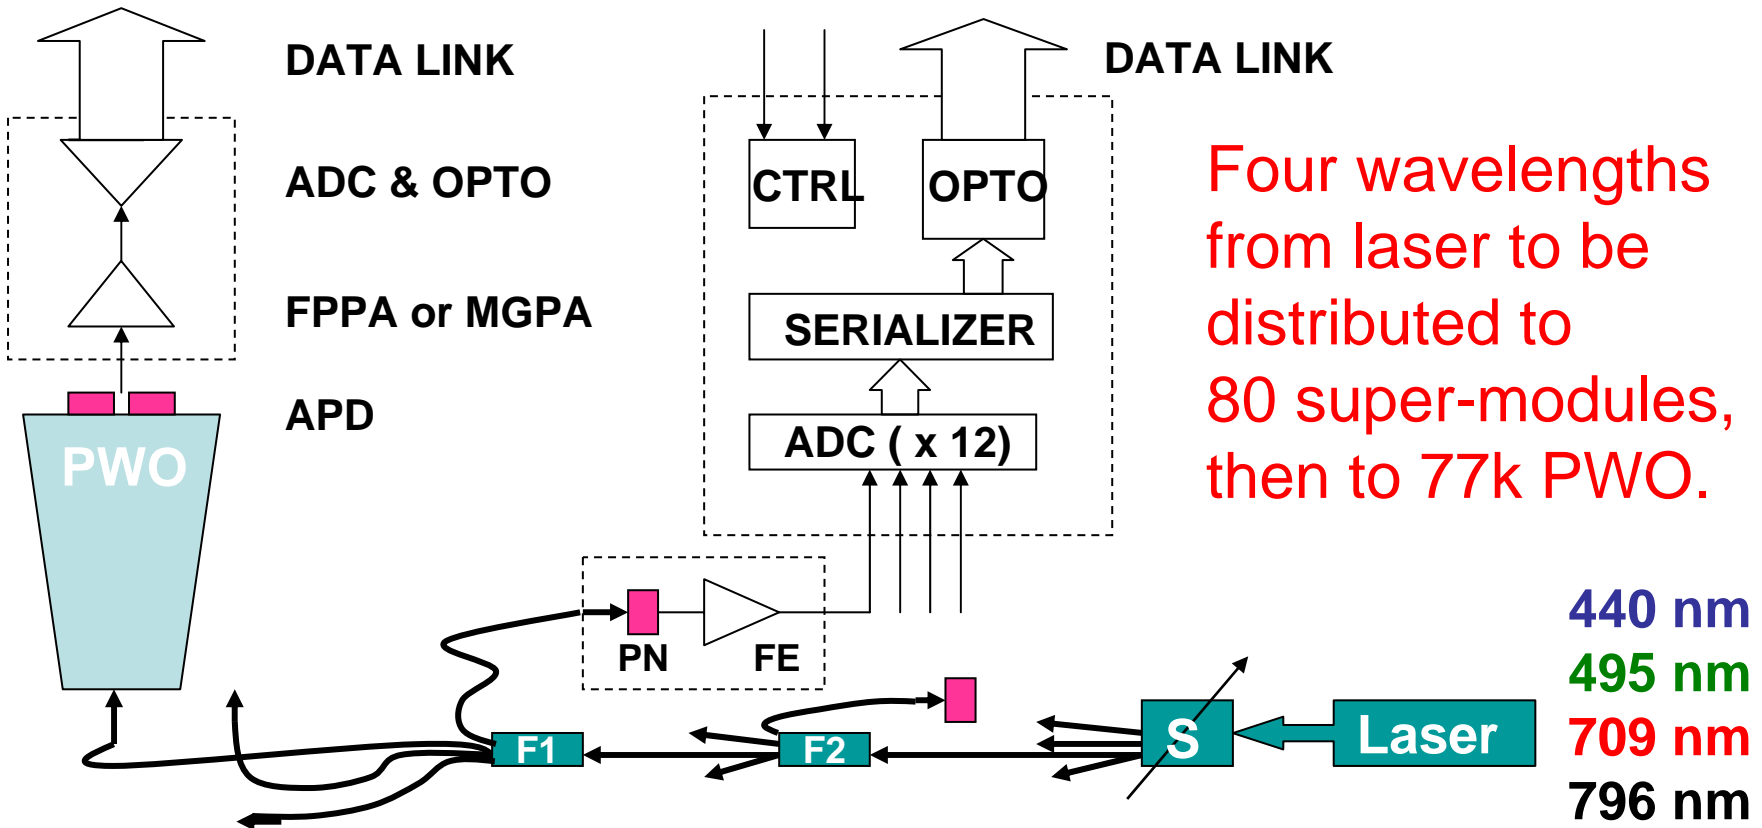 DATA LINK
DATA LINK
ADC & OPTO
CTRL
OPTO
Four wavelengths
from laser to be
distributed to
80 super-modules,
then to 77k PWO.
FPPA or MGPA
SERIALIZER
APD
ADC ( x 12)
PWO
PN
FE
440 nm
495 nm
709 nm
796 nm
F1
F2
S
Laser